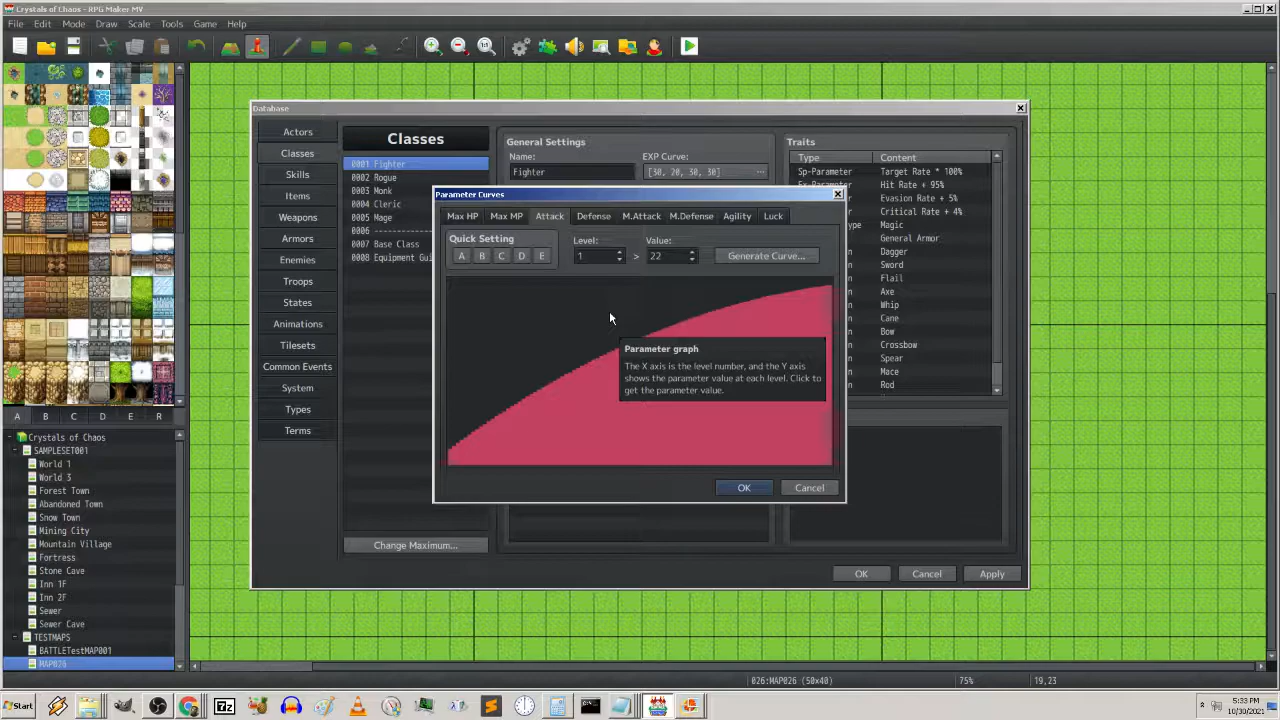 Crystals of Chaos - RPG Maker MV
File Edit Mode Draw Scale Tools Game Help
Database
Actors
Classes
Skills
Items
Weapons
Armors
Enemies
Troops
States
Animations
Tilesets
Common Events
System
Types
Terms
Classes
0001 Fighter
0002 Rogue
0003 Monk
0004 Cleric
0005 Mage
0006
0007 Base Class
0008 Equipment Gui
Change Maximum...
General Settings
Name: EXP Curve:
Fighter [30, 20, 30, 30] ...
Traits
Type Content
Sp-Parameter Target Rate * 100%
Ex-Parameter Hit Rate + 95%
Evasion Rate + 5%
Critical Rate + 4%
Type Magic
General Armor
Dagger
Sword
Flail
Axe
Whip
Cane
Bow
Crossbow
Spear
Mace
Rod
Parameter Curves
Max HP Max MP Attack Defense M.Attack M.Defense Agility Luck
Quick Setting Level: Value:
A B C D E 1 > 22 Generate Curve...
Parameter graph
The X axis is the level number, and the Y axis
shows the parameter value at each level. Click to
get the parameter value.
OK Cancel
OK Cancel Apply
A B C D E R
Crystals of Chaos
SAMPLESET001
World 1
World 3
Forest Town
Abandoned Town
Snow Town
Mining City
Mountain Village
Fortress
Stone Cave
Inn 1F
Inn 2F
Sewer
Sewer Cave
TESTMAPS
BATTLETestMAP001
MAP026
026:MAP026 (50x40) 75% 19,23
Start
7z
5:33 PM
10/30/2021